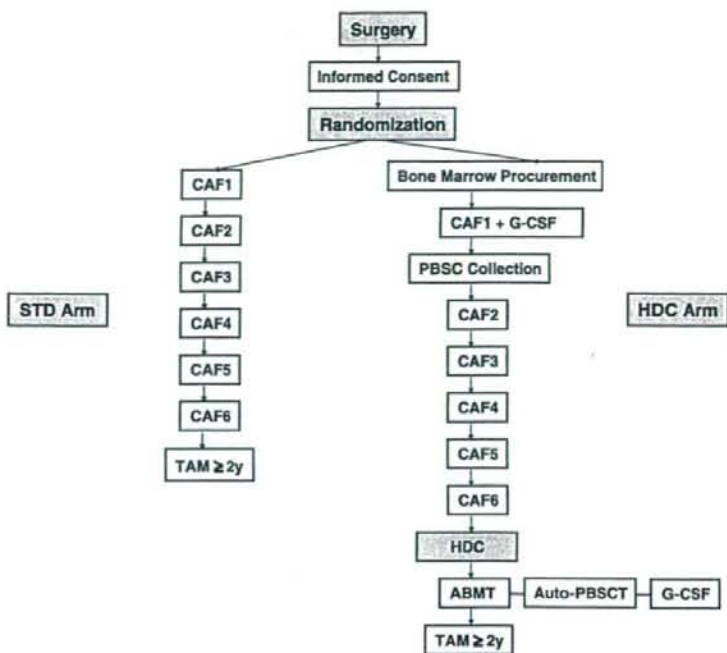 Surgery
Informed Consent
Randomization
CAF1
CAF2
CAF3
CAF4
CAF5
CAF6
TAM ≧ 2y
STD Arm
Bone Marrow Procurement
CAF1 + G-CSF
PBSC Collection
CAF2
CAF3
CAF4
CAF5
CAF6
HDC
ABMT Auto-PBSCT G-CSF
TAM ≧ 2y
HDC Arm